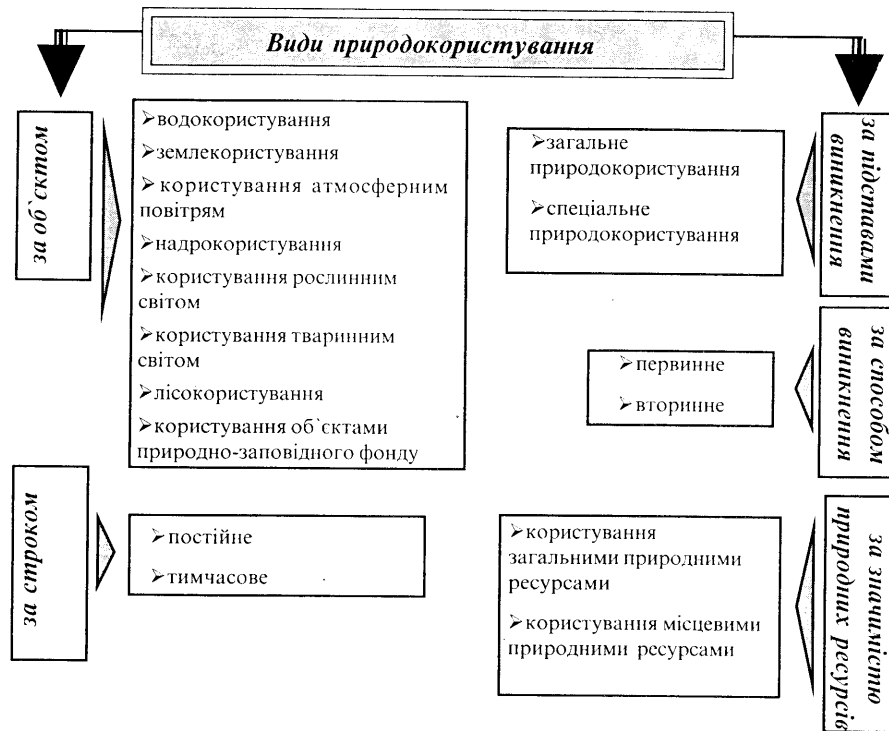 Види природокористування
за об`єктом
➢водокористування
➢землекористування
➢користування атмосферним
повітрям
➢надрокористування
➢користування рослинним
світом
➢користування тваринним
світом
➢лісокористування
➢користування об`єктами
природно-заповідного фонду
за строком
➢постійне
➢тимчасове
за підставами
виникнення
➢загальне
природокористування
➢спеціальне
природокористування
за способом
виникнення
➢первинне
➢вторинне
за значимістю
природних ресурсів
➢користування
загальними природними
ресурсами
➢користування місцевими
природними ресурсами